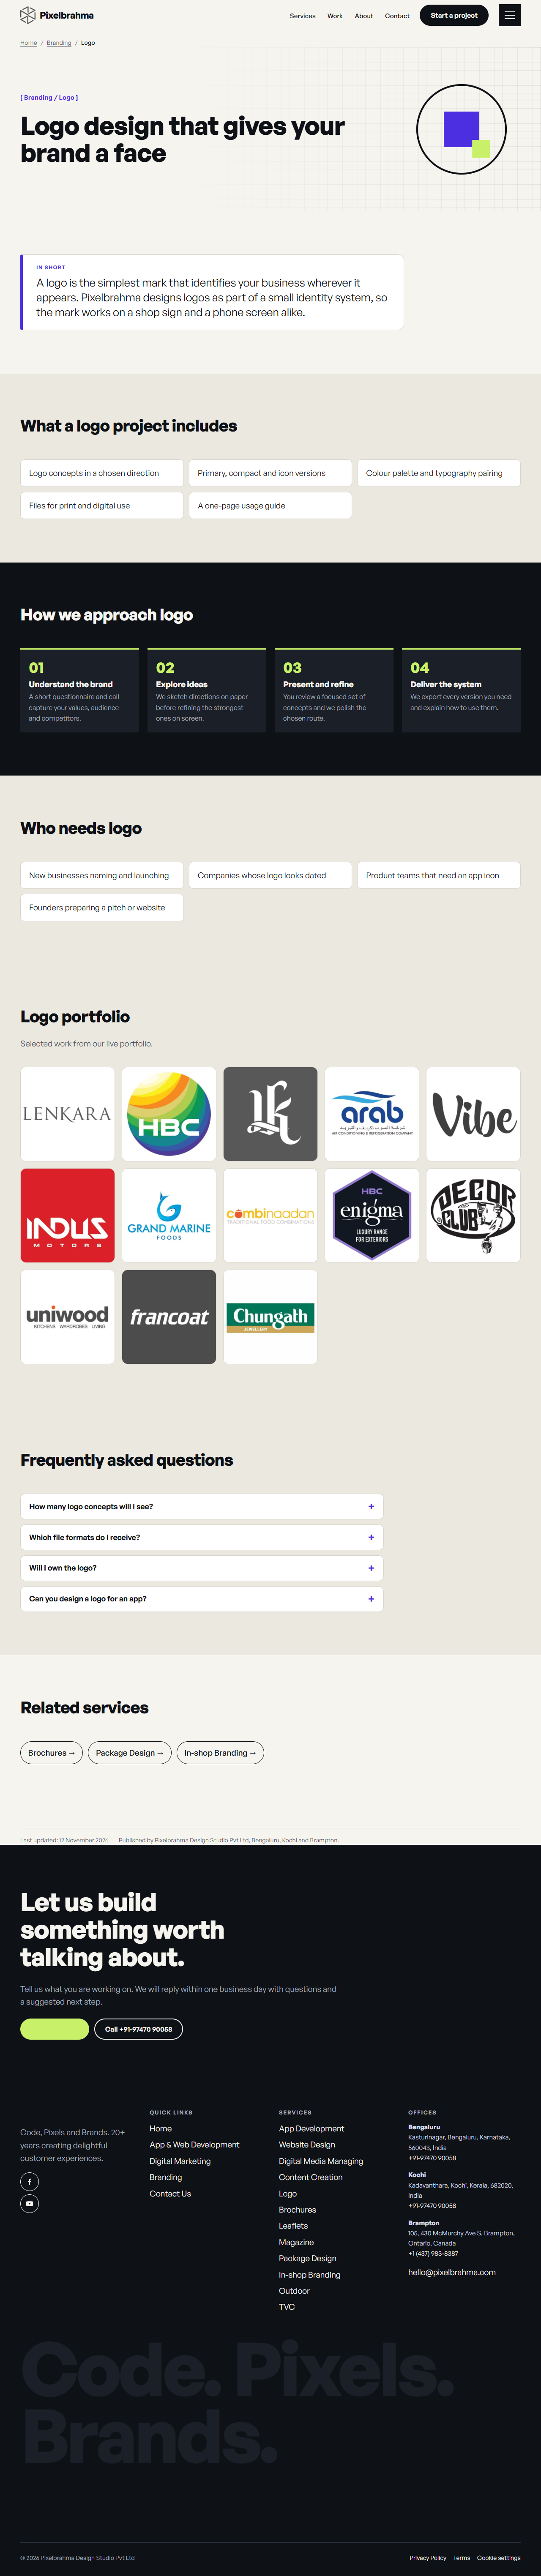 Pixelbrahma
Services Work About Contact Start a project
Home / Branding / Logo
[ Branding / Logo ]
Logo design that gives your
brand a face
IN SHORT
A logo is the simplest mark that identifies your business wherever it
appears. Pixelbrahma designs logos as part of a small identity system, so
the mark works on a shop sign and a phone screen alike.
What a logo project includes
Logo concepts in a chosen direction
Primary, compact and icon versions
Colour palette and typography pairing
Files for print and digital use
A one-page usage guide
How we approach logo
01
Understand the brand
A short questionnaire and call
capture your values, audience
and competitors.
02
Explore ideas
We sketch directions on paper
before refining the strongest
ones on screen.
03
Present and refine
You review a focused set of
concepts and we polish the
chosen route.
04
Deliver the system
We export every version you need
and explain how to use them.
Who needs logo
New businesses naming and launching
Companies whose logo looks dated
Product teams that need an app icon
Founders preparing a pitch or website
Logo portfolio
Selected work from our live portfolio.
LENKARA
HBC
arab
AIR CONDITIONING & REFRIGERATION COMPANY
Vibe
INDUS
MOTORS
GRAND MARINE
FOODS
combinaadan
TRADITIONAL FOOD COMBINATIONS
HBC
enigma
LUXURY RANGE
FOR EXTERIORS
DECOR
CLUB
uniwood
KITCHENS WARDROBES LIVING
francoat
Chungath
JEWELLERY
Frequently asked questions
How many logo concepts will I see? +
Which file formats do I receive? +
Will I own the logo? +
Can you design a logo for an app? +
Related services
Brochures →
Package Design →
In-shop Branding →
Last updated: 12 November 2026 Published by Pixelbrahma Design Studio Pvt Ltd, Bengaluru, Kochi and Brampton.
Let us build
something worth
talking about.
Tell us what you are working on. We will reply within one business day with questions and
a suggested next step.
Call +91-97470 90058
Code, Pixels and Brands. 20+
years creating delightful
customer experiences.
QUICK LINKS
Home
App & Web Development
Digital Marketing
Branding
Contact Us
SERVICES
App Development
Website Design
Digital Media Managing
Content Creation
Logo
Brochures
Leaflets
Magazine
Package Design
In-shop Branding
Outdoor
TVC
OFFICES
Bengaluru
Kasturinagar, Bengaluru, Karnataka,
560043, India
+91-97470 90058
Kochi
Kadavanthara, Kochi, Kerala, 682020,
India
+91-97470 90058
Brampton
105, 430 McMurchy Ave S, Brampton,
Ontario, Canada
+1 (437) 983-8387
hello@pixelbrahma.com
Code. Pixels.
Brands.
© 2026 Pixelbrahma Design Studio Pvt Ltd
Privacy Policy Terms Cookie settings